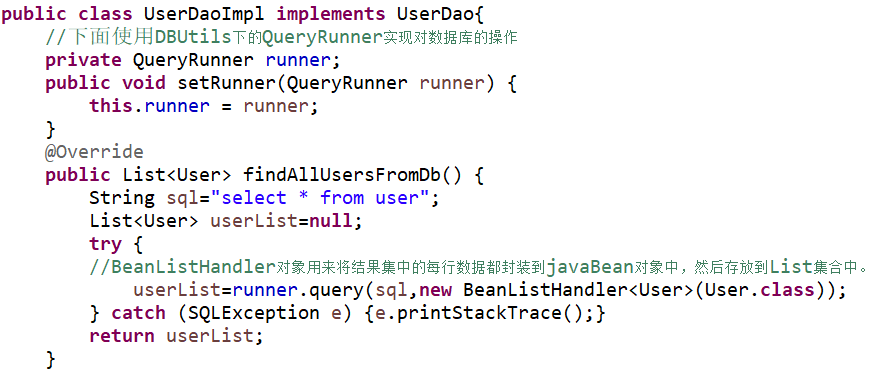 public class UserDaoImpl implements UserDao{
//下面使用DBUtils下的QueryRunner实现对数据库的操作
private QueryRunner runner;
public void setRunner(QueryRunner runner) {
this.runner = runner;
}
@Override
public List<User> findAllUsersFromDb() {
String sql="select * from user";
List<User> userList=null;
try {
//BeanListHandler对象用来将结果集中的每行数据都封装到javaBean对象中，然后存放到List集合中。
userList=runner.query(sql,new BeanListHandler<User>(User.class));
} catch (SQLException e) {e.printStackTrace();}
return userList;
}